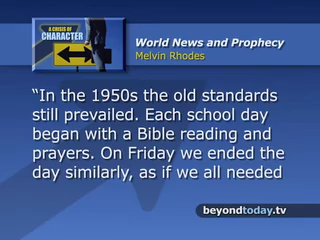 A CRISIS OF
CHARACTER
World News and Prophecy
Melvin Rhodes
“In the 1950s the old standards
still prevailed. Each school day
began with a Bible reading and
prayers. On Friday we ended the
day similarly, as if we all needed
beyondtoday.tv